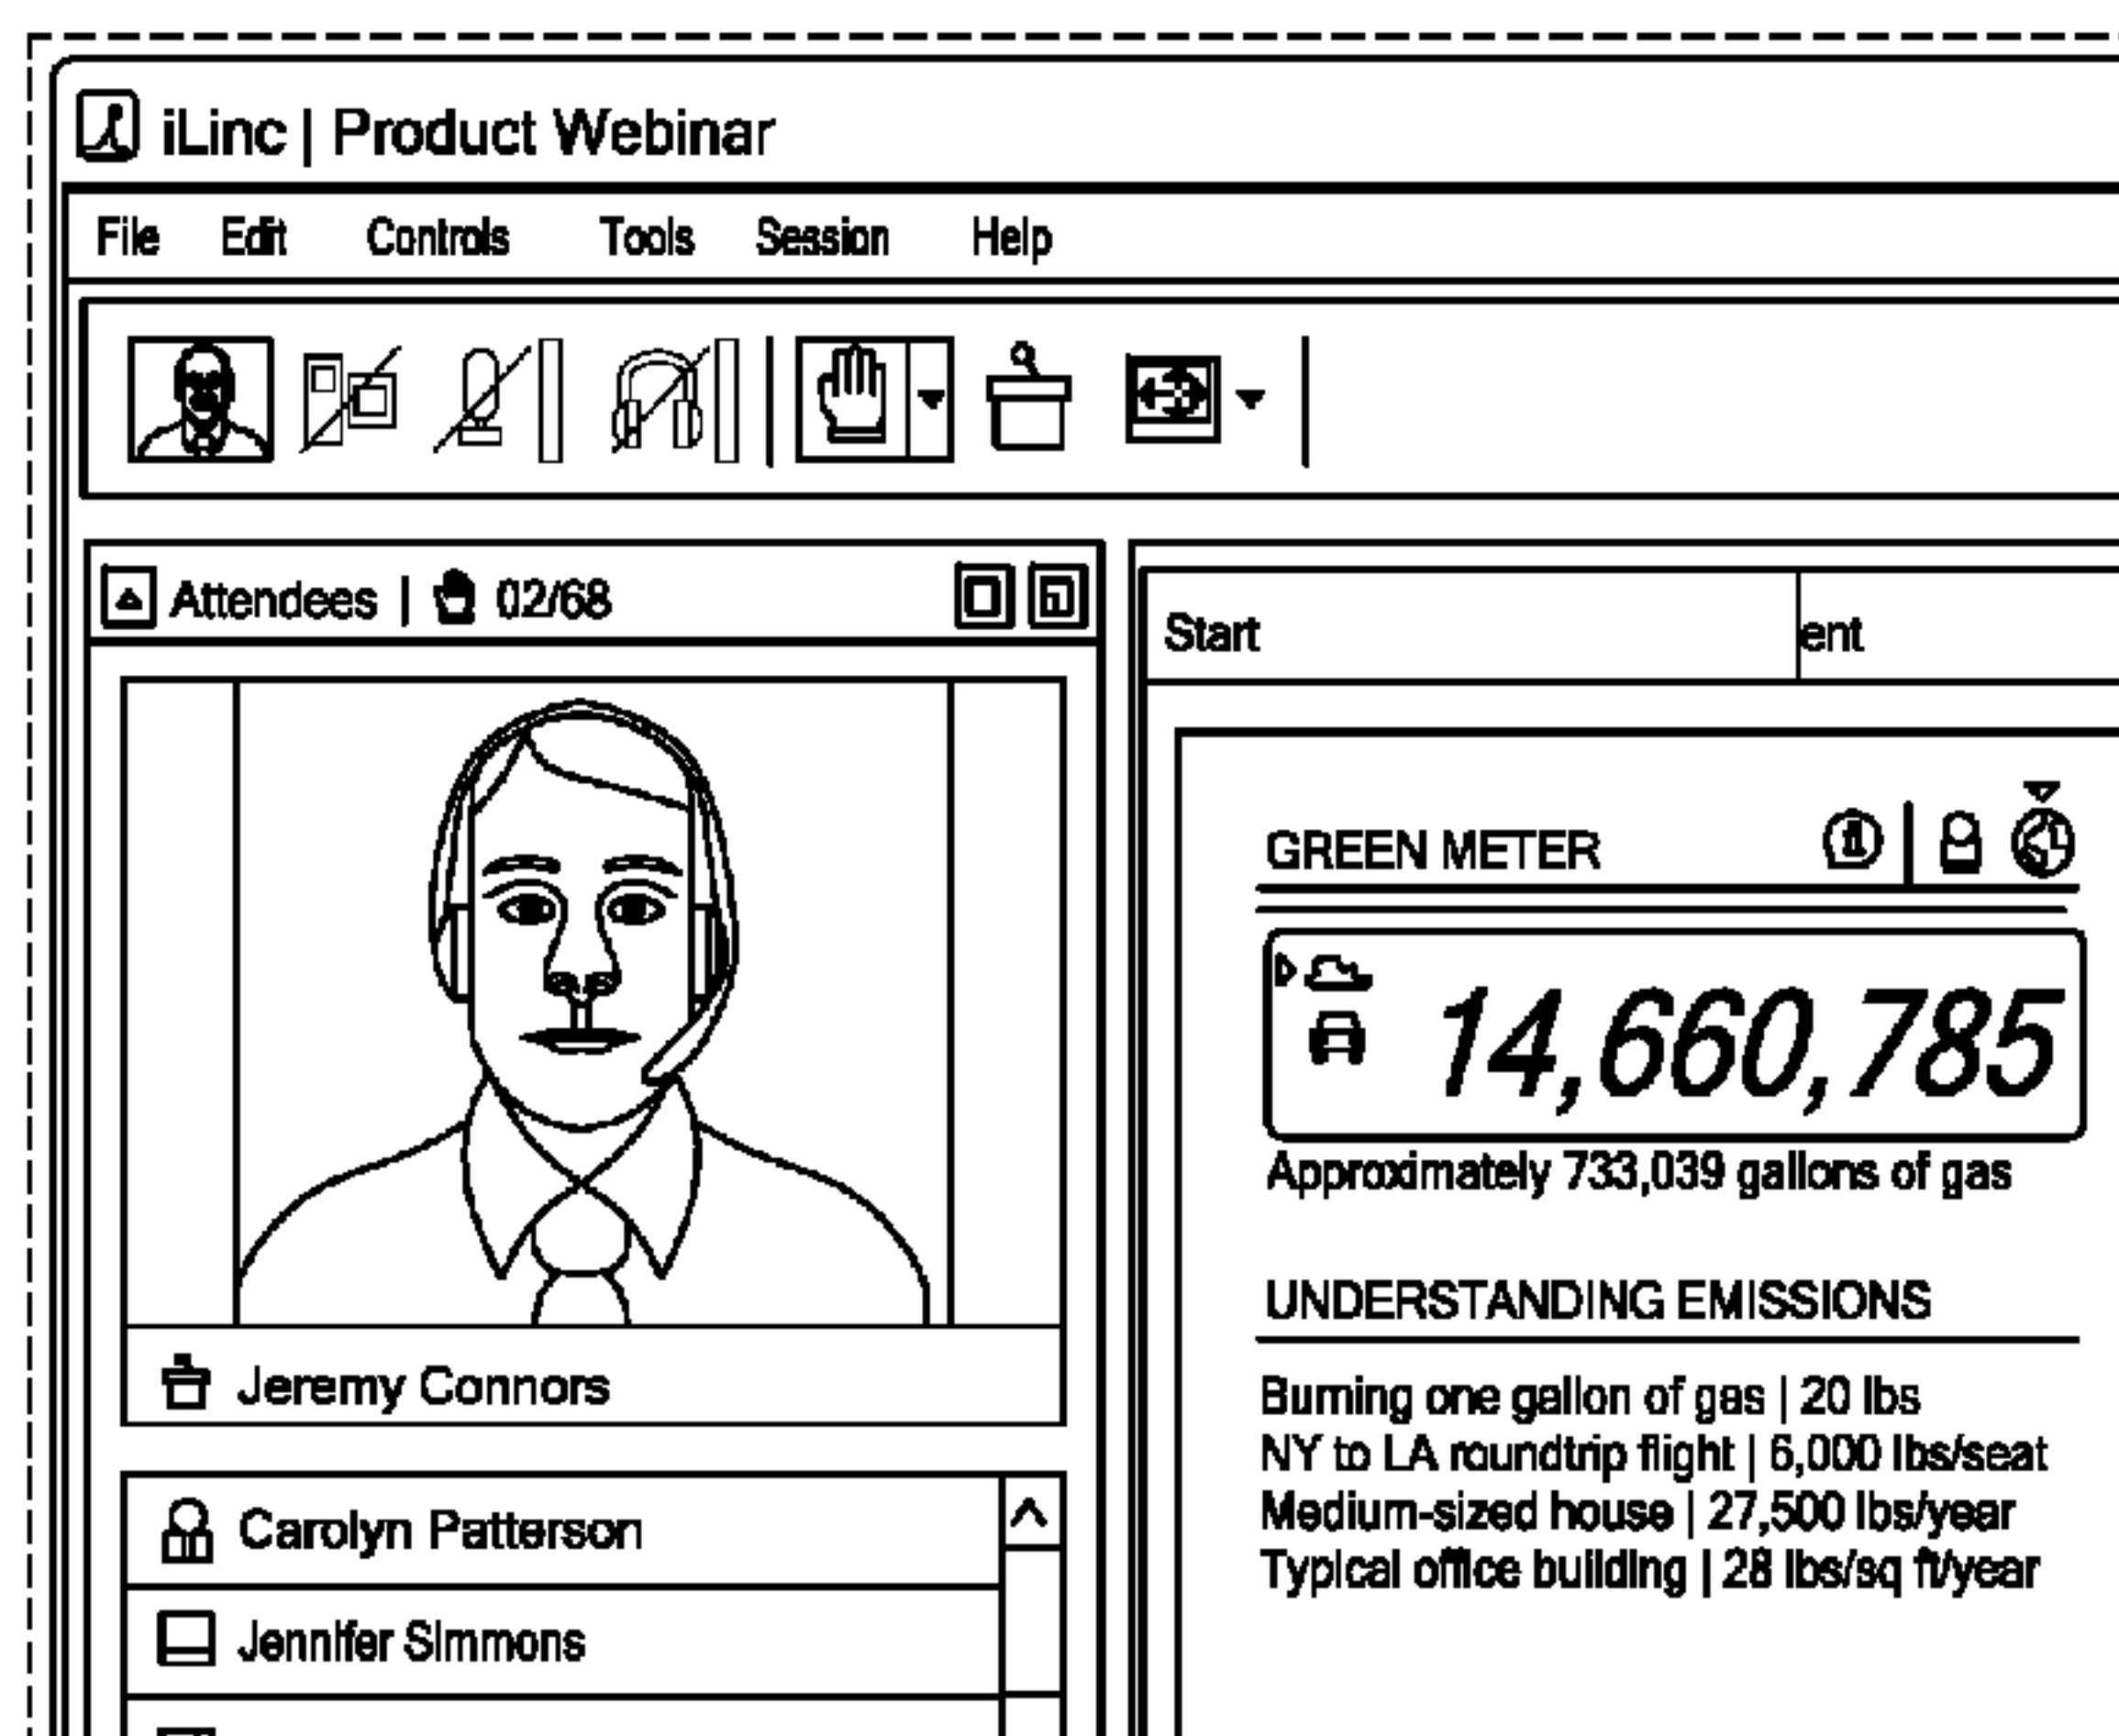 iLinc | Product Webinar
File Edit Controls Tools Session Help
Attendees | 02/68
Jeremy Connors
Carolyn Patterson
Jennifer Simmons
Start
ent
GREEN METER
14,660,785
Approximately 733,039 gallons of gas
UNDERSTANDING EMISSIONS
Burning one gallon of gas | 20 lbs
NY to LA roundtrip flight | 6,000 lbs/seat
Medium-sized house | 27,500 lbs/year
Typical office building | 28 lbs/sq ft/year